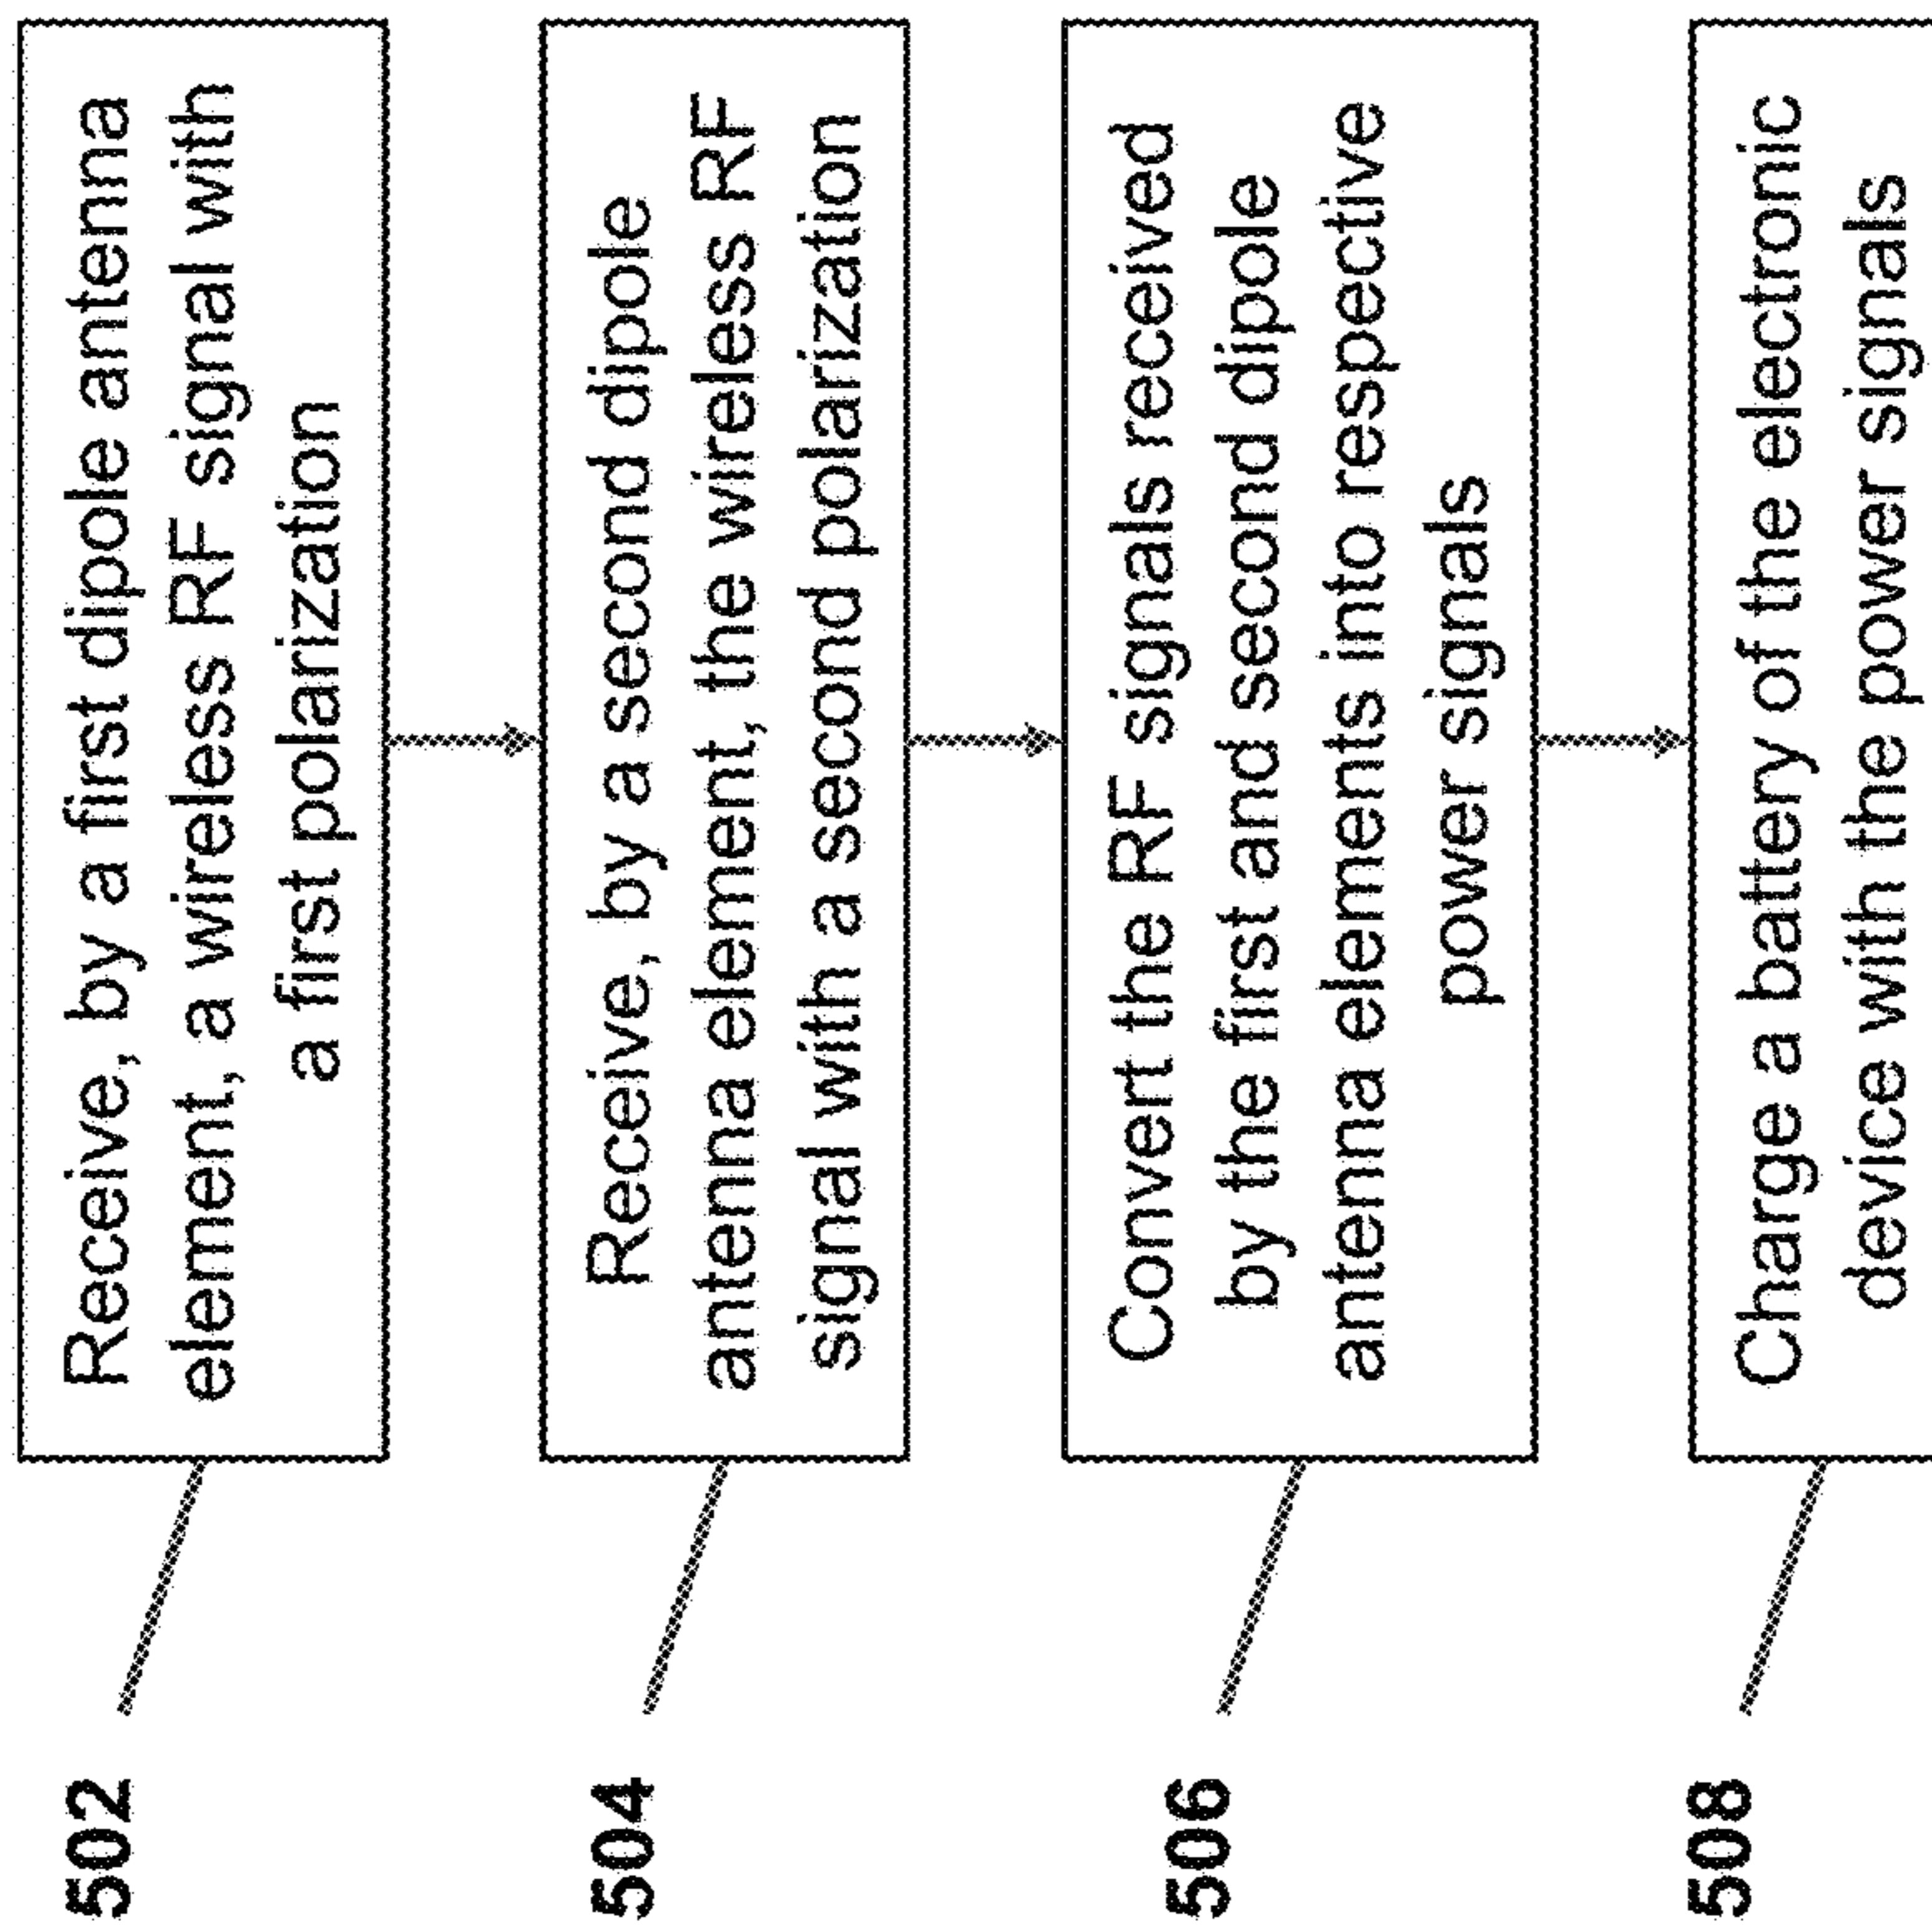 502
Receive, by a first dipole antenna
element, a wireless RF signal with
a first polarization
504
Receive, by a second dipole
antenna element, the wireless RF
signal with a second polarization
506
Convert the RF signals received
by the first and second dipole
antenna elements into respective
power signals
508
Charge a battery of the electronic
device with the power signals